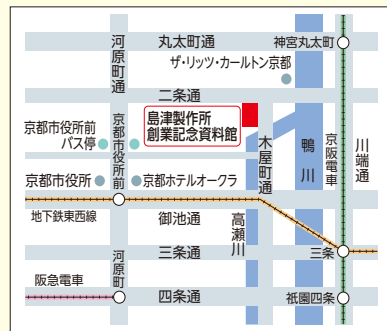 河原町通
丸太町通
神宮丸太町
ザ・リッツ・カールトン京都
二条通
島津製作所
創業記念資料館
京都市役所前
バス停
京都市役所前
木屋町通
鴨川
京阪電車
川端通
京都市役所
京都ホテルオークラ
地下鉄東西線
御池通
高瀬川
三条通
三条
河原町
阪急電車
四条通
祇園四条